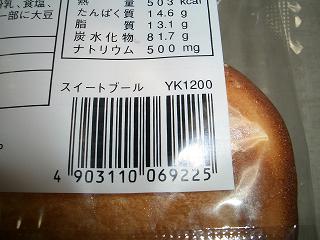 粉乳、食塩、
一部に大豆
熱 量 503 kcal
たんぱく質 14.6 g
脂 質 13.1 g
炭水化物 81.7 g
ナトリウム 500 mg
スイートブール YK1200
4 903110 069225